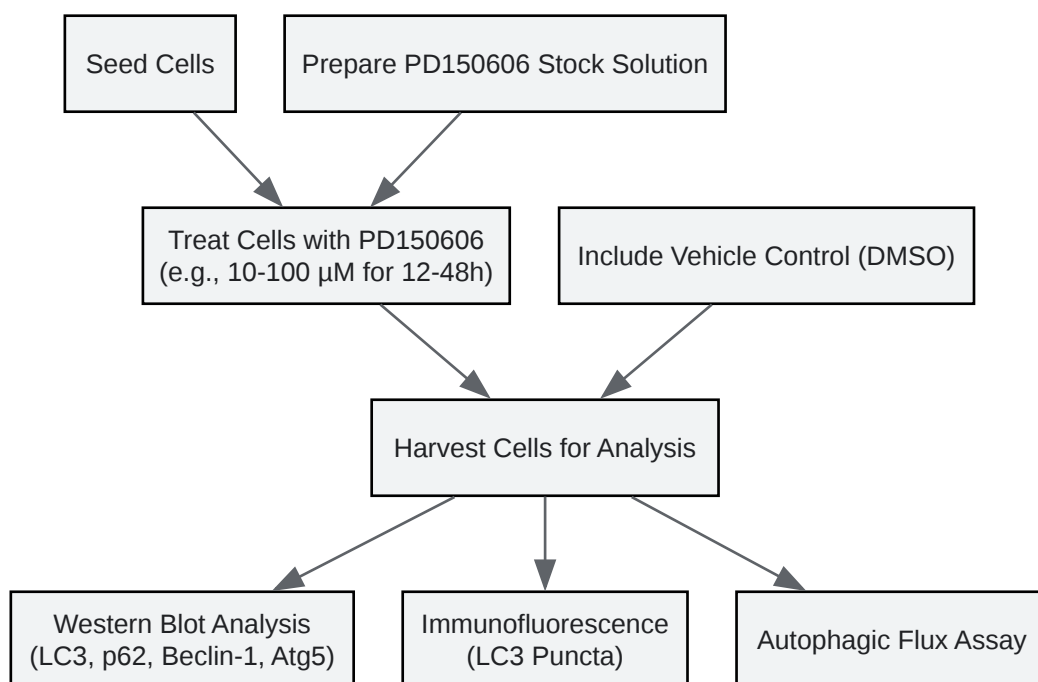 Seed Cells
Prepare PD150606 Stock Solution
Treat Cells with PD150606
(e.g., 10-100 µM for 12-48h)
Include Vehicle Control (DMSO)
Harvest Cells for Analysis
Western Blot Analysis
(LC3, p62, Beclin-1, Atg5)
Immunofluorescence
(LC3 Puncta)
Autophagic Flux Assay